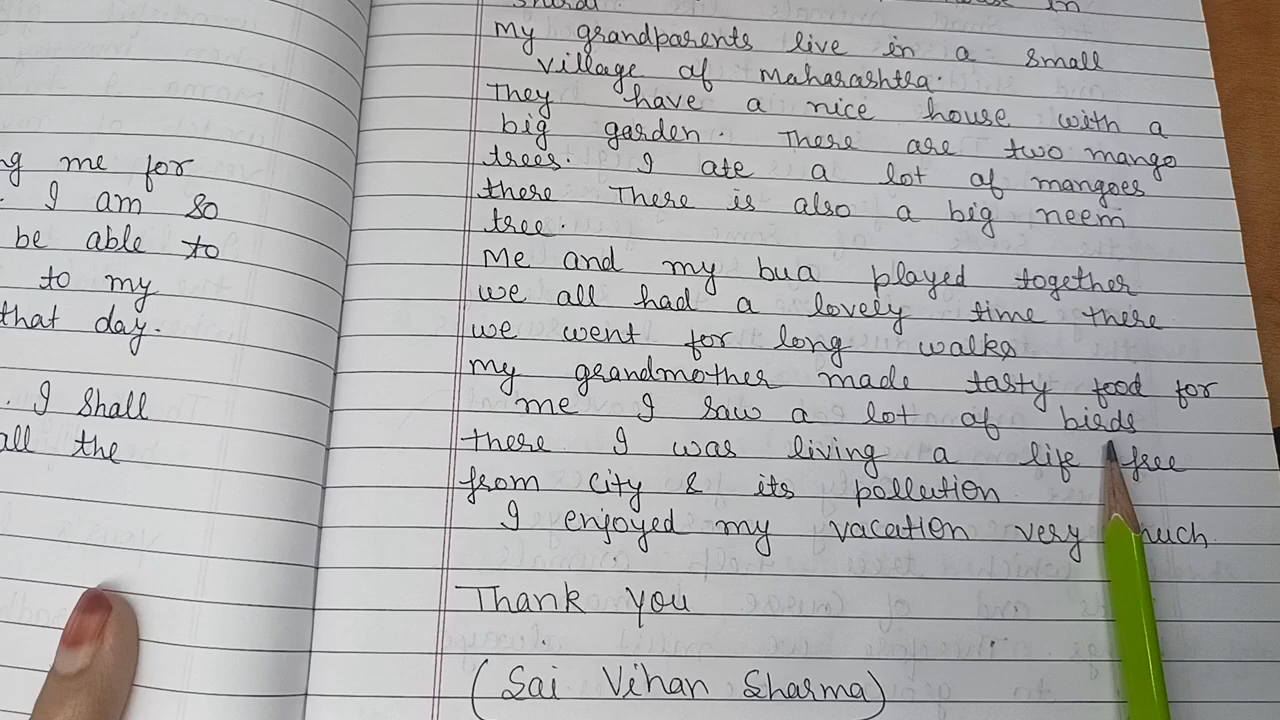 ng me for
. I am so
be able to
to my
that day.
. I shall
all the
in
My grandparents live in a small
village of Maharashtra.
They have a nice house with a
big garden. There are two mango
trees. I ate a lot of mangoes
there There is also a big neem
tree.
Me and my bua played together
we all had a lovely time there
we went for long walks
My grandmother made tasty food for
me I saw a lot of birds
there I was living a life free
from city & its pollution
I enjoyed my vacation very much
Thank you
(Sai Vihan Sharma)